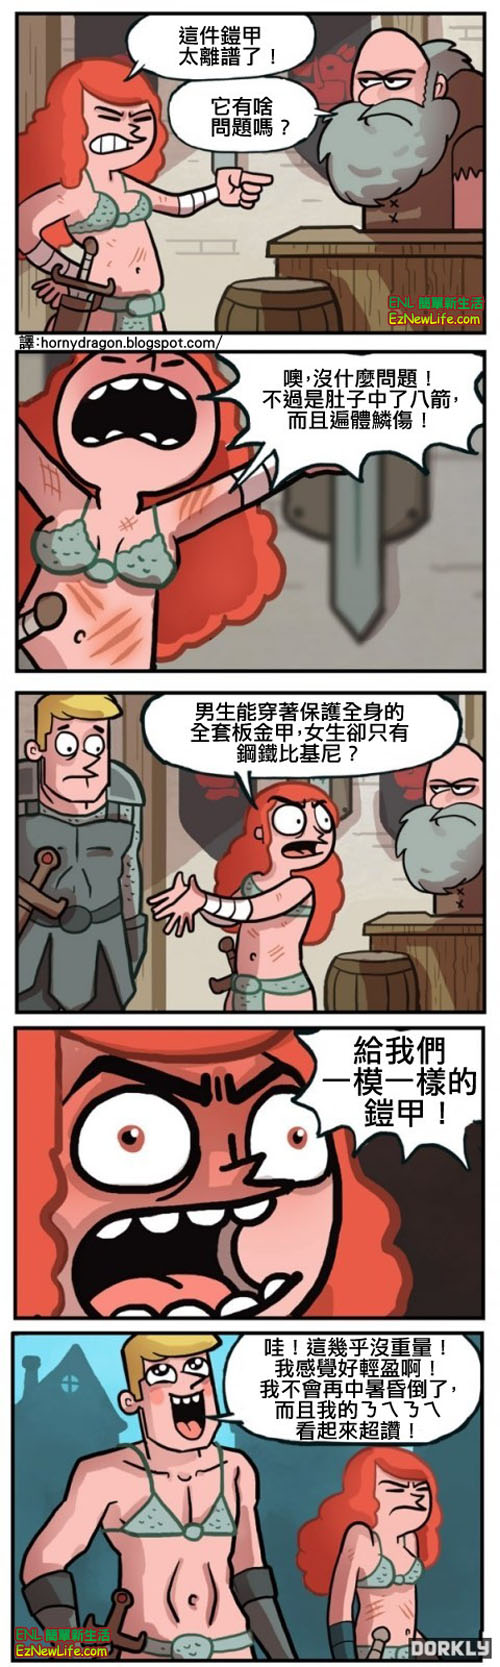 這件鎧甲
太離譜了！
它有啥
問題嗎？
ENL 簡單新生活
EzNewLife.com
譯:hornydragon.blogspot.com/
噢,沒什麼問題！
不過是肚子中了八箭,
而且遍體鱗傷！
男生能穿著保護全身的
全套板金甲,女生卻只有
鋼鐵比基尼？
給我們
一模一樣的
鎧甲！
哇！這幾乎沒重量！
我感覺好輕盈啊！
我不會再中暑昏倒了,
而且我的ㄋㄟㄋㄟ
看起來超讚！
ENL 簡單新生活
EzNewLife.com
DORKLY